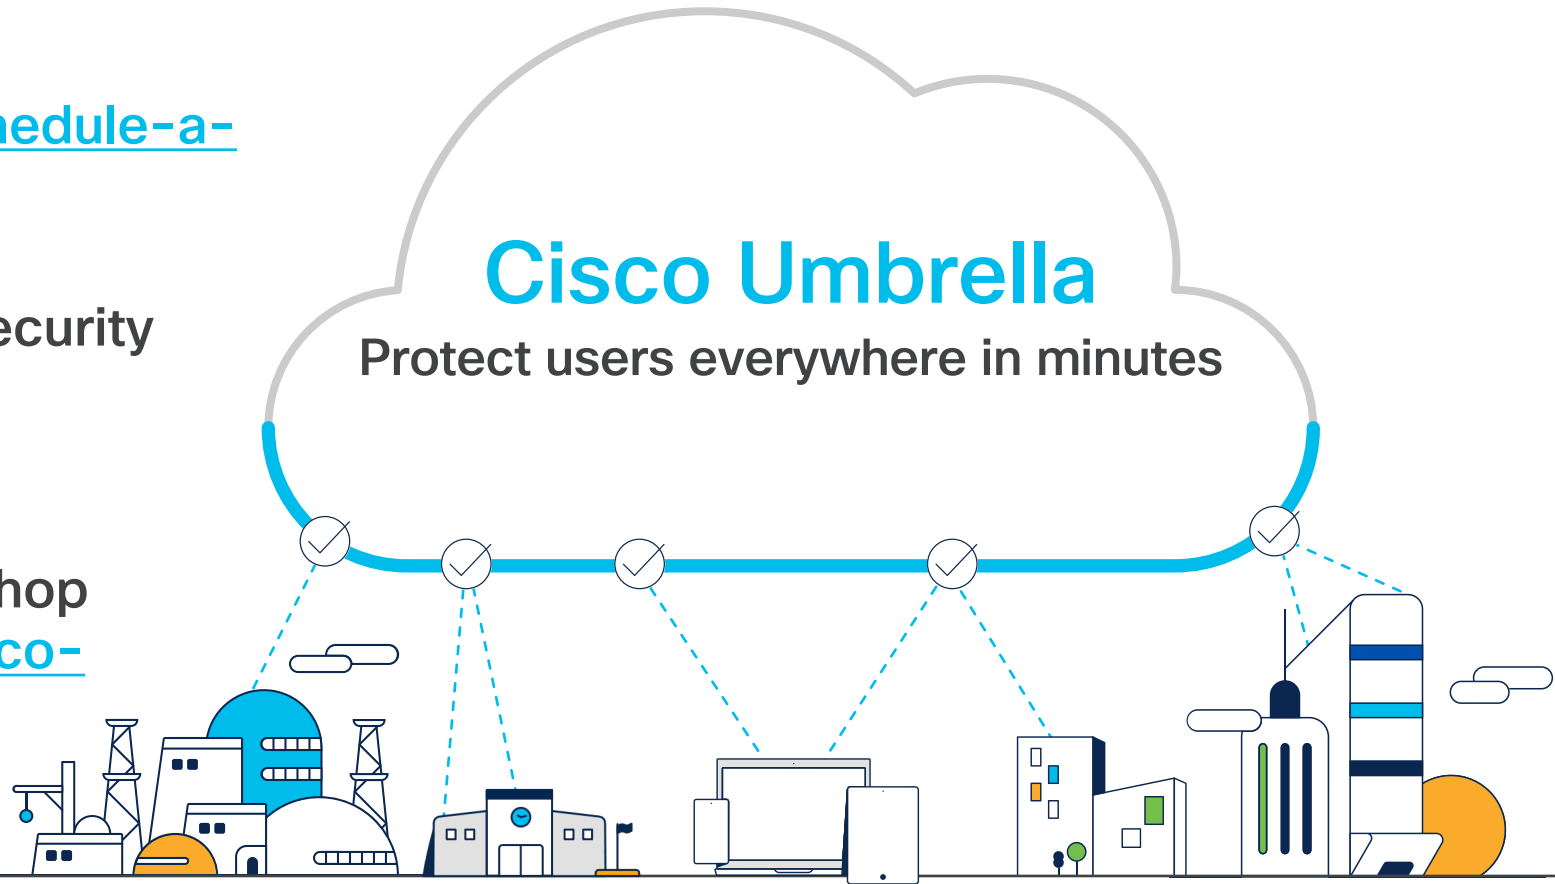 hedule-a-
Cisco Umbrella
ecurity
Protect users everywhere in minutes
hop
co-